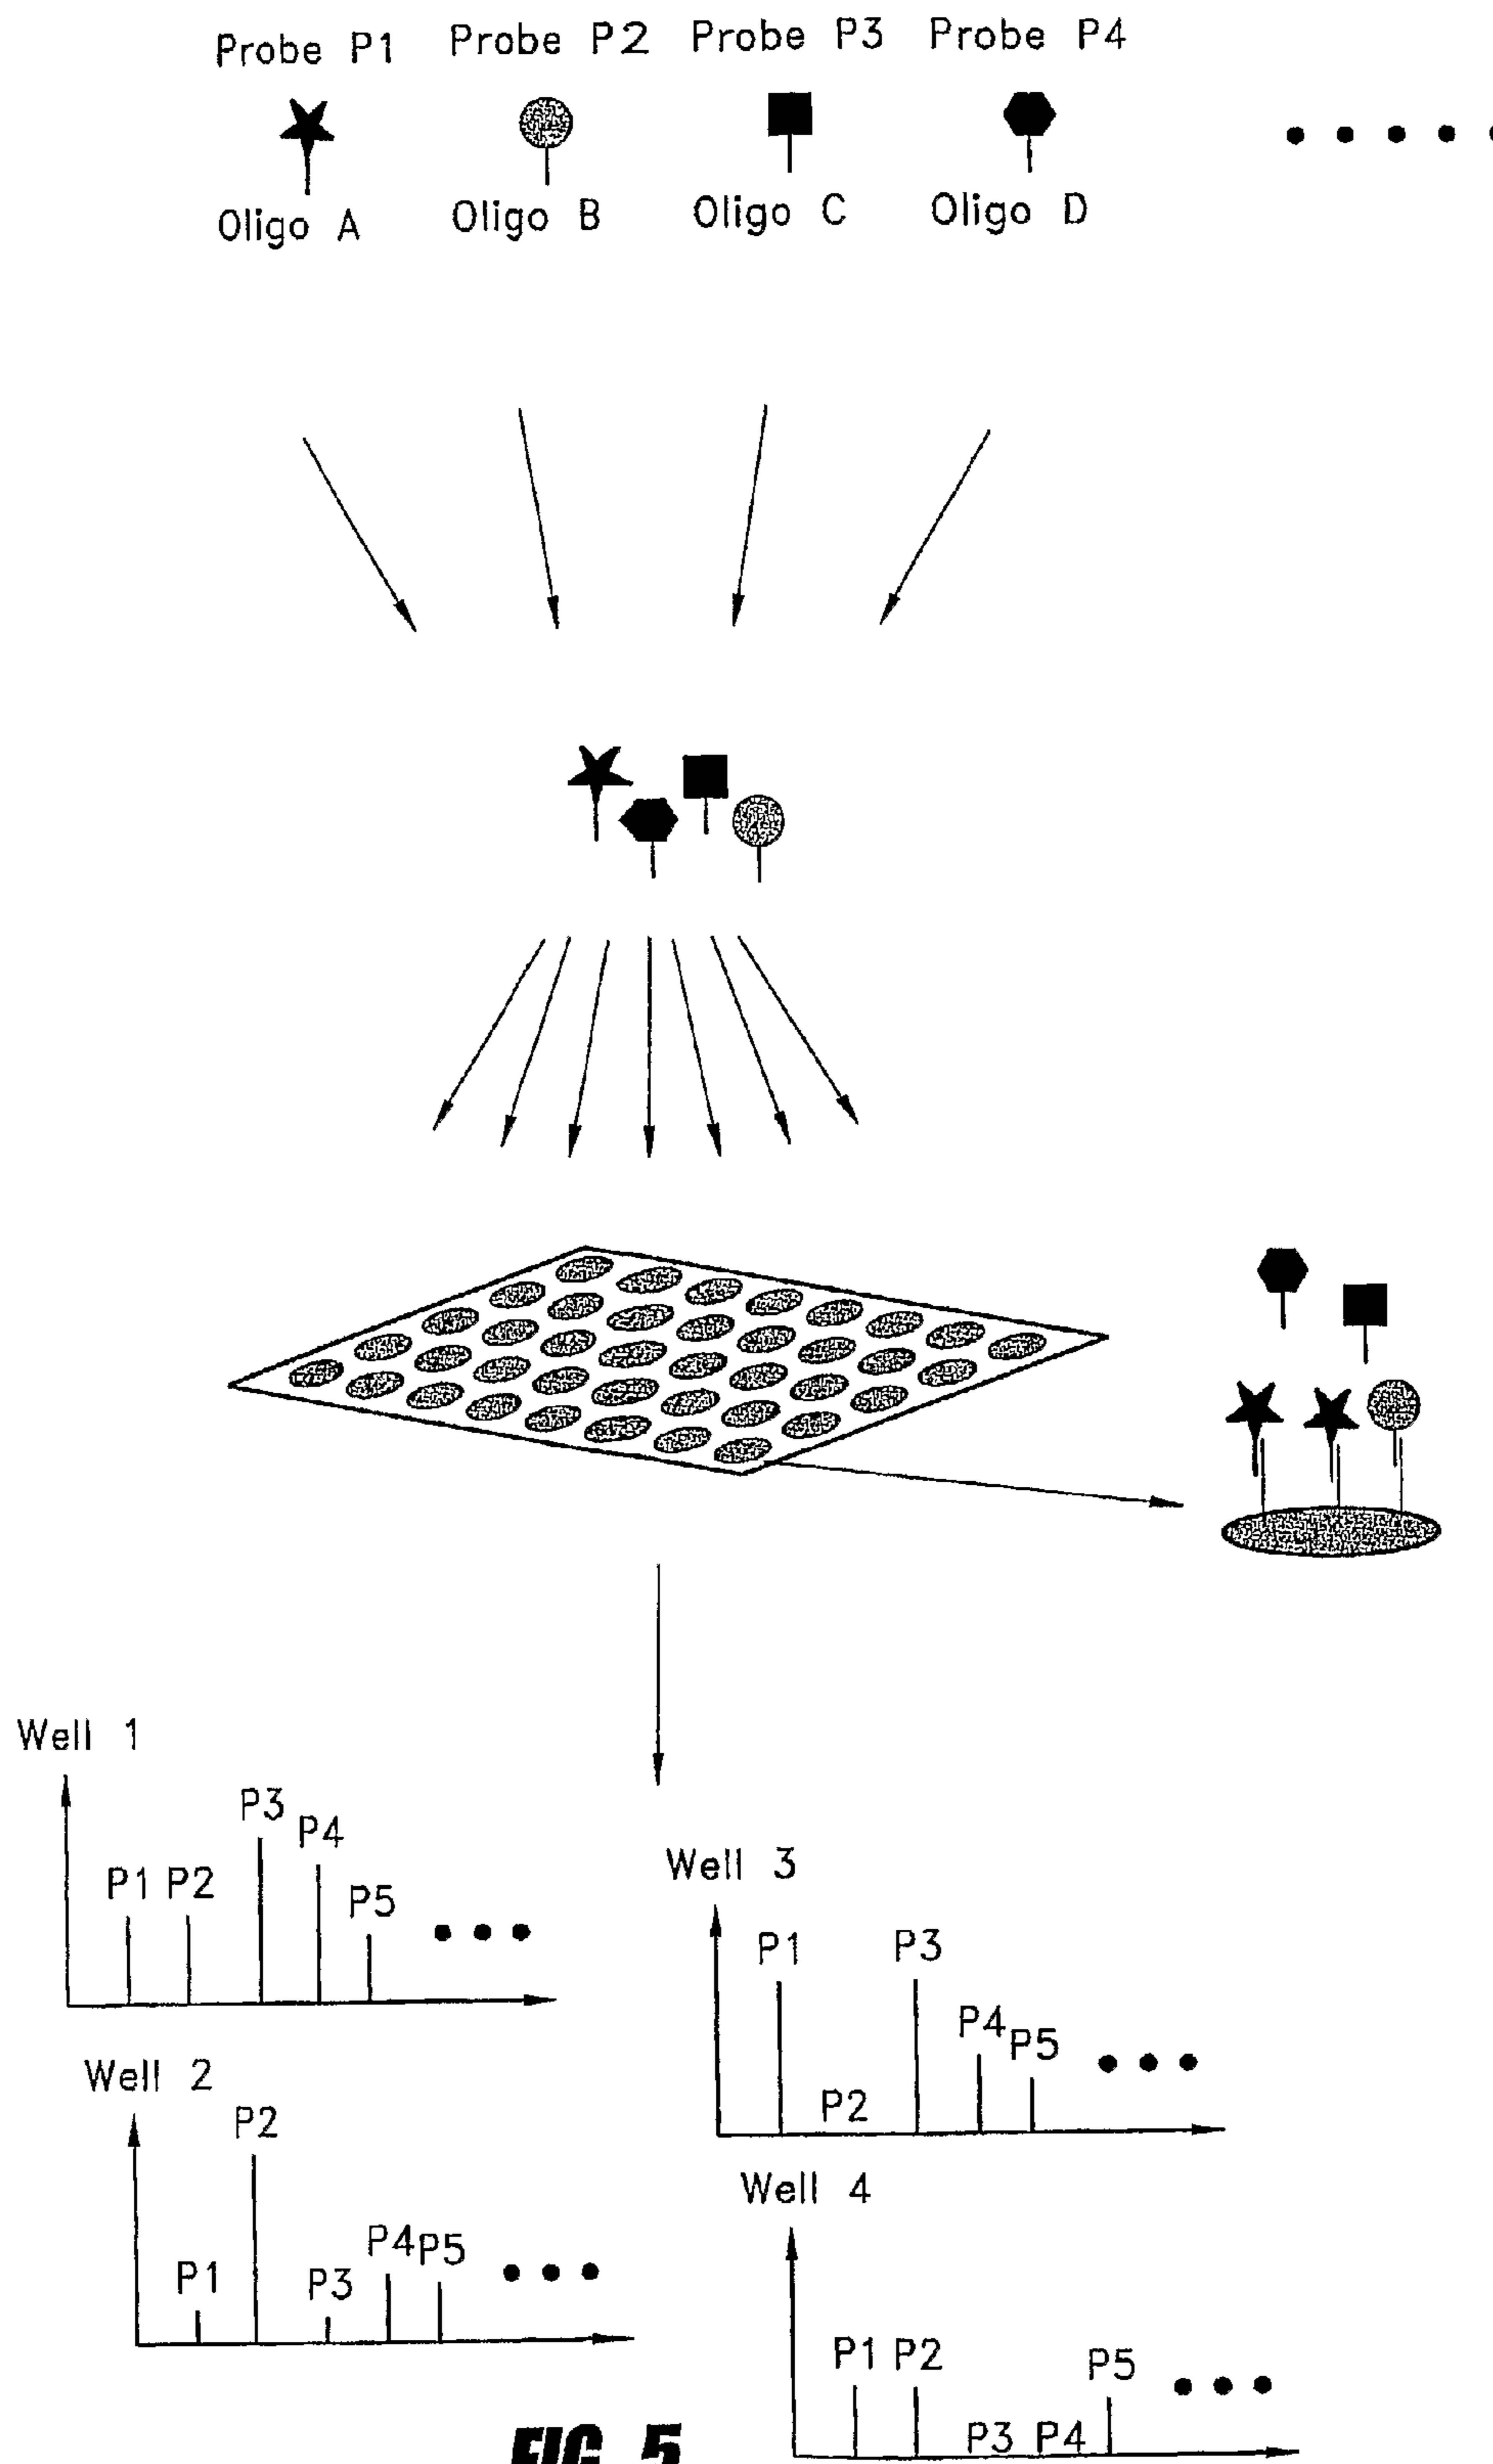 Probe P1 Probe P2 Probe P3 Probe P4
Oligo A Oligo B Oligo C Oligo D
Well 1
P1 P2 P3 P4 P5
Well 3
P1 P2 P3 P4 P5
Well 2
P1 P2 P3 P4 P5
Well 4
P1 P2 P3 P4 P5
FIG. 5